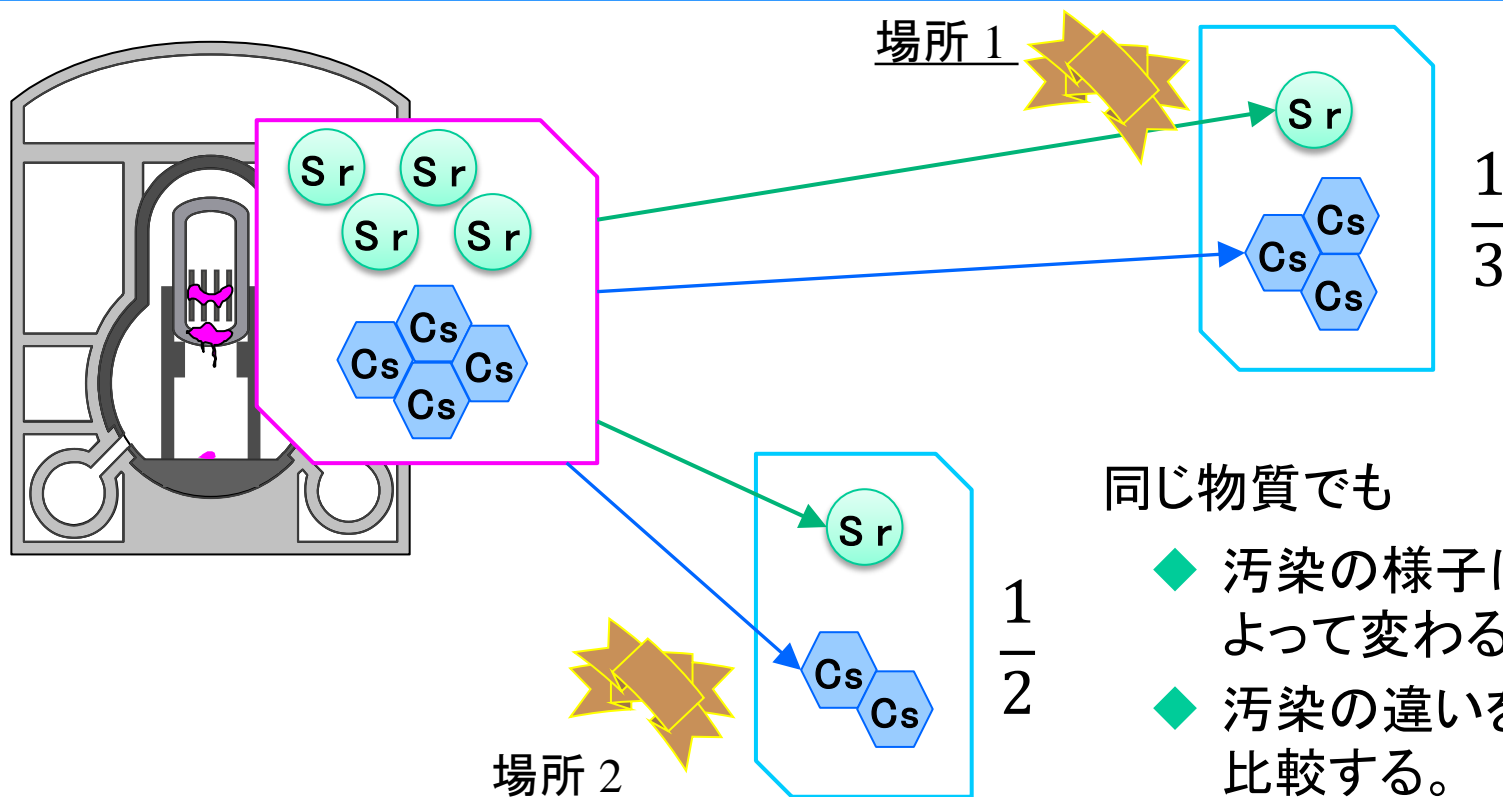 場所 1
Sr
Sr Sr
Sr Sr
Cs
Cs
Cs
Cs
Cs Cs
Cs
1
3
Sr
Cs
Cs
1
2
場所 2
同じ物質でも
汚染の様子に
よって変わる
汚染の違いを
比較する。